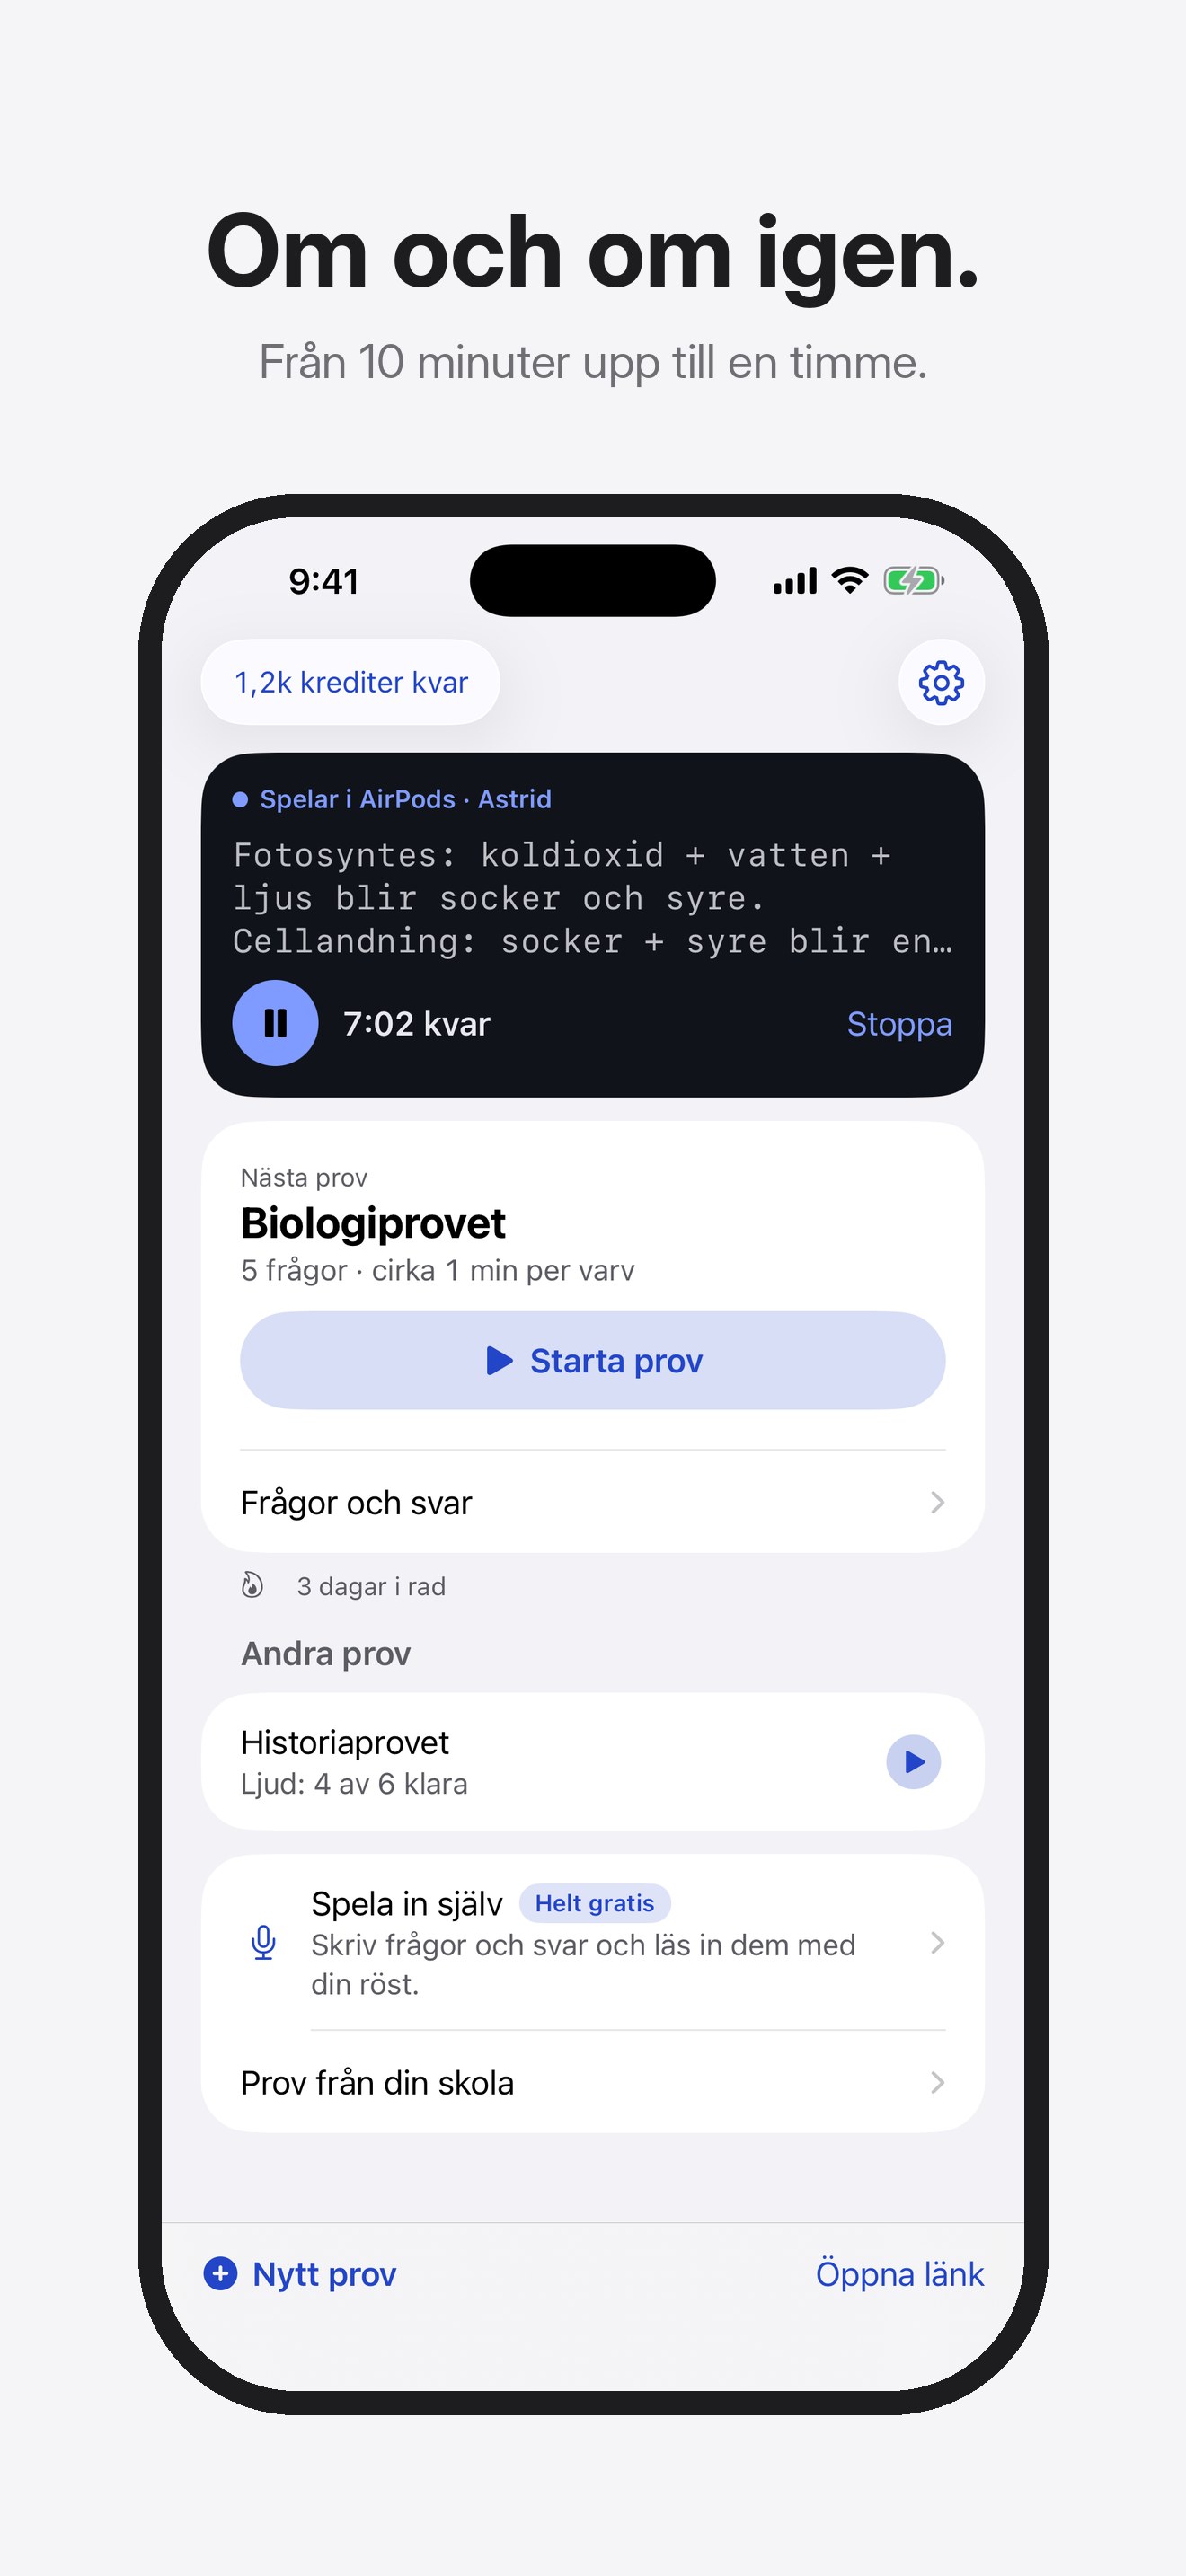 Om och om igen.
Från 10 minuter upp till en timme.
9:41
1,2k krediter kvar
Spelar i AirPods · Astrid
Fotosyntes: koldioxid + vatten +
ljus blir socker och syre.
Cellandning: socker + syre blir en…
7:02 kvar
Stoppa
Nästa prov
Biologiprovet
5 frågor · cirka 1 min per varv
Starta prov
Frågor och svar
3 dagar i rad
Andra prov
Historiaprovet
Ljud: 4 av 6 klara
Spela in själv
Helt gratis
Skriv frågor och svar och läs in dem med
din röst.
Prov från din skola
Nytt prov
Öppna länk